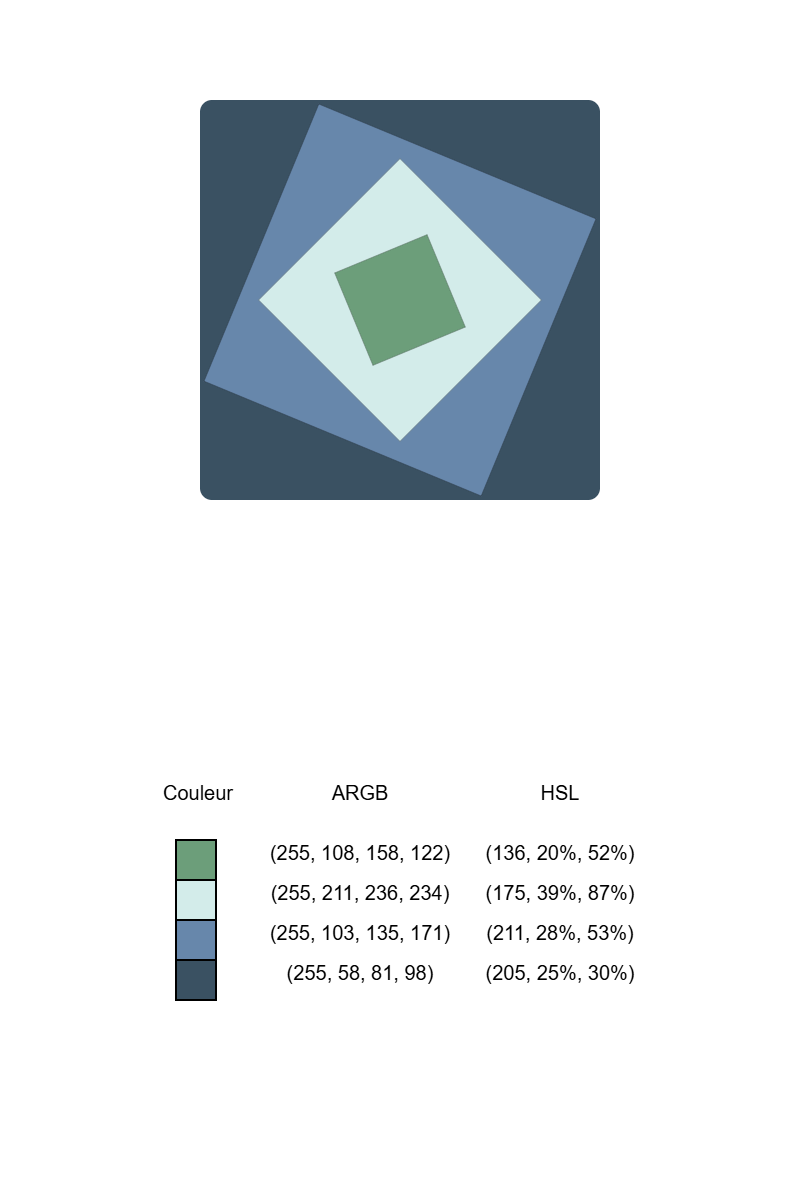 Couleur ARGB HSL
(255, 108, 158, 122) (136, 20%, 52%)
(255, 211, 236, 234) (175, 39%, 87%)
(255, 103, 135, 171) (211, 28%, 53%)
(255, 58, 81, 98) (205, 25%, 30%)